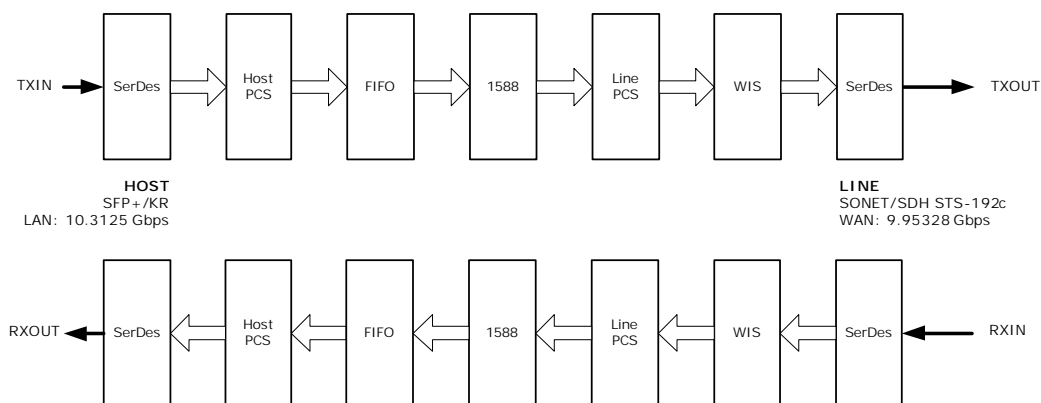 TXIN
SerDes
Host
PCS
FIFO
1588
Line
PCS
WIS
SerDes
TXOUT
HOST
SFP+/KR
LAN: 10.3125 Gbps
LINE
SONET/SDH STS-192c
WAN: 9.95328 Gbps
RXOUT
SerDes
Host
PCS
FIFO
1588
Line
PCS
WIS
SerDes
RXIN